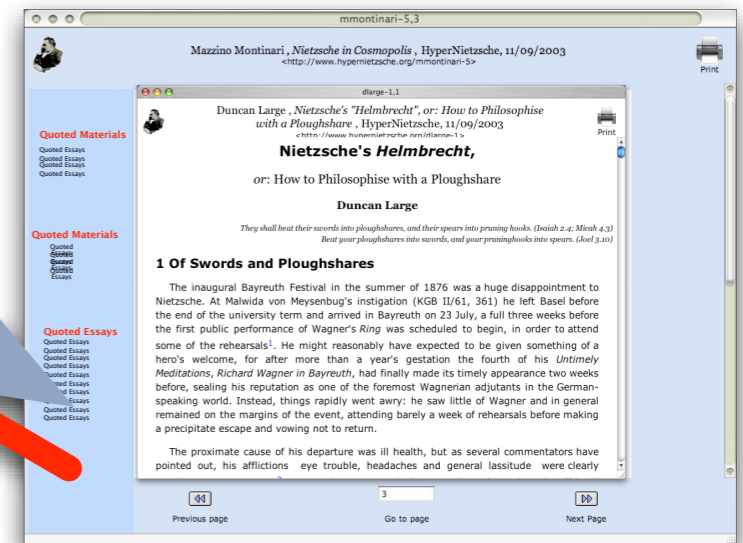 mmontinari-5,3
Mazzino Montinari , Nietzsche in Cosmopolis , HyperNietzsche, 11/09/2003
<http://www.hypernietzsche.org/mmontinari-5>
Print
Quoted Materials
Quoted Essays
Quoted Essays
Quoted Essays
Quoted Essays
Quoted Materials
Quoted
Essays
Quoted Essays
Quoted Essays
Quoted Essays
Quoted Essays
Quoted Essays
Quoted Essays
Quoted Essays
Essays
Quoted Essays
Quoted Essays
dlarge-1,1
Duncan Large , Nietzsche's "Helmbrecht", or: How to Philosophise
with a Ploughshare , HyperNietzsche, 11/09/2003
<http://www.hypernietzsche.org/dlarge-1>
Print
Nietzsche's Helmbrecht,
or: How to Philosophise with a Ploughshare
Duncan Large
They shall beat their swords into ploughshares, and their spears into pruning hooks. (Isaiah 2.4; Micah 4.3)
Beat your ploughshares into swords, and your pruninghooks into spears. (Joel 3.10)
1 Of Swords and Ploughshares
The inaugural Bayreuth Festival in the summer of 1876 was a huge disappointment to
Nietzsche. At Malwida von Meysenbug's instigation (KGB II/61, 361) he left Basel before
the end of the university term and arrived in Bayreuth on 23 July, a full three weeks before
the first public performance of Wagner's Ring was scheduled to begin, in order to attend
some of the rehearsals1. He might reasonably have expected to be given something of a
hero's welcome, for after more than a year's gestation the fourth of his Untimely
Meditations, Richard Wagner in Bayreuth, had finally made its timely appearance two weeks
before, sealing his reputation as one of the foremost Wagnerian adjutants in the German-
speaking world. Instead, things rapidly went awry: he saw little of Wagner and in general
remained on the margins of the event, attending barely a week of rehearsals before making
a precipitate escape and vowing not to return.
The proximate cause of his departure was ill health, but as several commentators have
pointed out, his afflictions eye trouble, headaches and general lassitude were clearly
3
Previous page
Go to page
Next Page